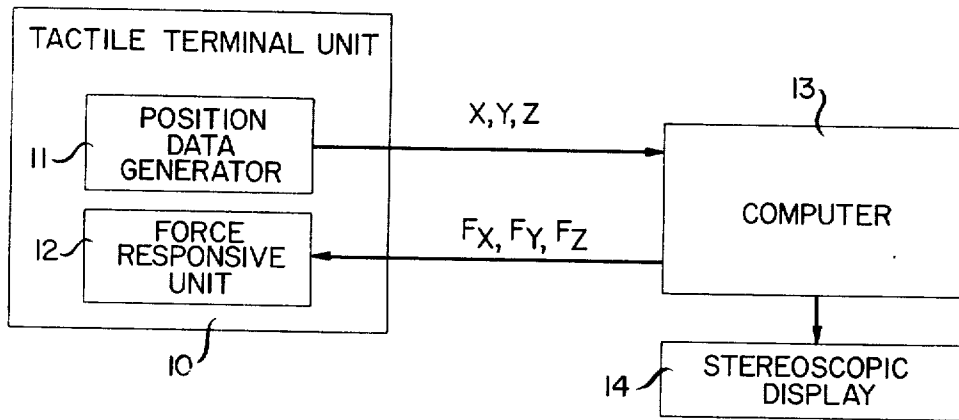 TACTILE TERMINAL UNIT
POSITION
DATA
GENERATOR
11
X, Y, Z
13
COMPUTER
FORCE
RESPONSIVE
UNIT
12
FX, FY, FZ
10
14
STEREOSCOPIC
DISPLAY